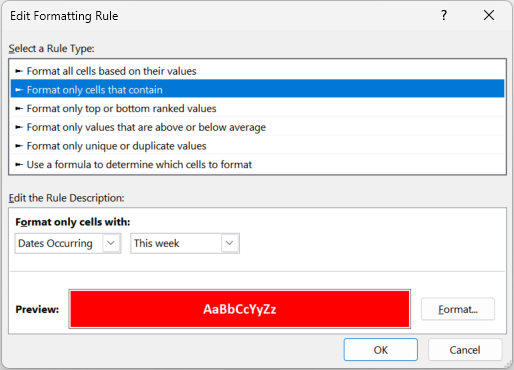 Edit Formatting Rule
?
Select a Rule Type:
► Format all cells based on their values
► Format only cells that contain
► Format only top or bottom ranked values
► Format only values that are above or below average
► Format only unique or duplicate values
► Use a formula to determine which cells to format
Edit the Rule Description:
Format only cells with:
Dates Occurring This week
Preview: AaBbCcYyZz Format...
OK Cancel